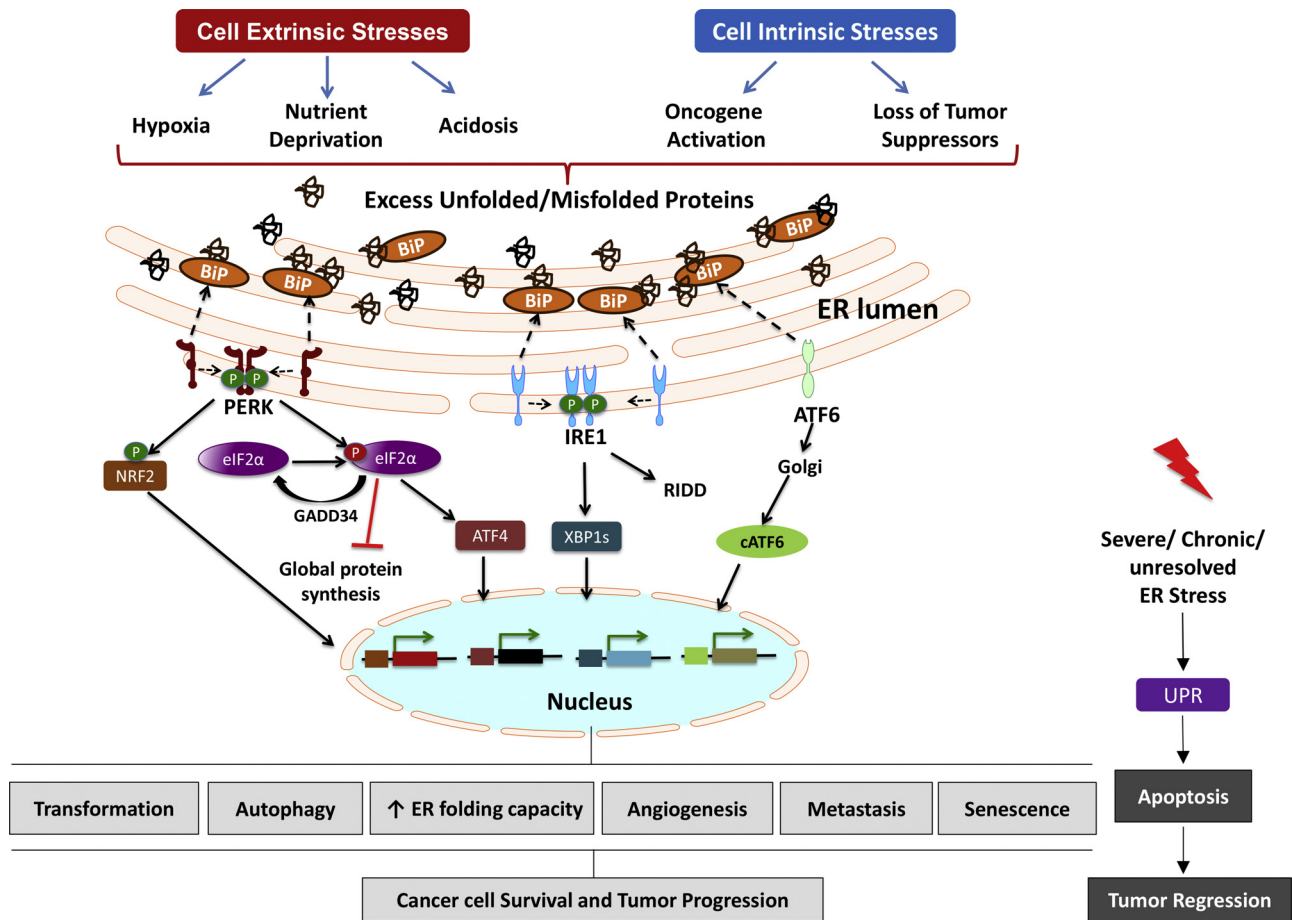 Cell Extrinsic Stresses
Cell Intrinsic Stresses
Hypoxia
Nutrient
Deprivation
Acidosis
Oncogene
Activation
Loss of Tumor
Suppressors
Excess Unfolded/Misfolded Proteins
BiP
BiP
BiP
BiP
BiP
BiP
BiP
ER lumen
P
P
PERK
P
P
IRE1
ATF6
P
NRF2
eIF2α
P
eIF2α
GADD34
Golgi
RIDD
ATF4
XBP1s
cATF6
Global protein
synthesis
Nucleus
Severe/ Chronic/
unresolved
ER Stress
UPR
Apoptosis
Tumor Regression
Transformation
Autophagy
↑ ER folding capacity
Angiogenesis
Metastasis
Senescence
Cancer cell Survival and Tumor Progression